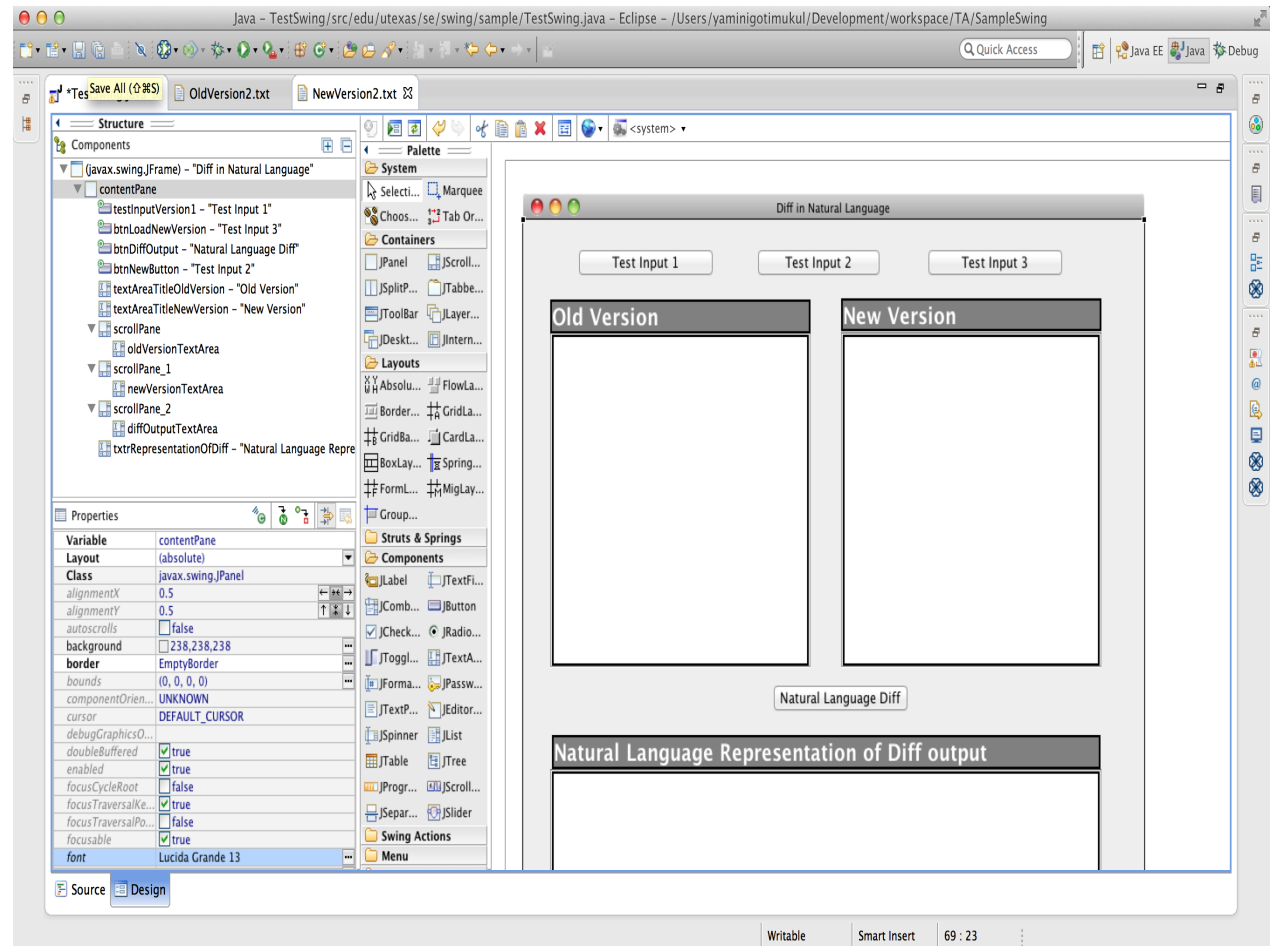 Java – TestSwing/src/edu/utexas/se/swing/sample/TestSwing.java – Eclipse – /Users/yaminigotimukul/Development/workspace/TA/SampleSwing
Quick Access
Java EE
Java
Debug
*Tes
Save All (⇧⌘S)
OldVersion2.txt
NewVersion2.txt
Structure
Components
(javax.swing.JFrame) – "Diff in Natural Language"
contentPane
testInputVersion1 – "Test Input 1"
btnLoadNewVersion – "Test Input 3"
btnDiffOutput – "Natural Language Diff"
btnNewButton – "Test Input 2"
textAreaTitleOldVersion – "Old Version"
textAreaTitleNewVersion – "New Version"
scrollPane
oldVersionTextArea
scrollPane_1
newVersionTextArea
scrollPane_2
diffOutputTextArea
txtrRepresentationOfDiff – "Natural Language Repre
Properties
Variable contentPane
Layout (absolute)
Class javax.swing.JPanel
alignmentX 0.5
alignmentY 0.5
autoscrolls false
background 238,238,238
border EmptyBorder
bounds (0, 0, 0, 0)
componentOrien... UNKNOWN
cursor DEFAULT_CURSOR
debugGraphicsO...
doubleBuffered true
enabled true
focusCycleRoot false
focusTraversalKe... true
focusTraversalPo... false
focusable true
font Lucida Grande 13
Source
Design
<system>
Palette
System
Selecti... Marquee
Choos... Tab Or...
Containers
JPanel JScroll...
JSplitP... JTabbe...
JToolBar JLayer...
JDeskt... JIntern...
Layouts
Absolu... FlowLa...
Border... GridLa...
GridBa... CardLa...
BoxLay... Spring...
FormL... MigLay...
Group...
Struts & Springs
Components
JLabel JTextFi...
JComb... JButton
JCheck... JRadio...
JToggl... JTextA...
JForma... JPassw...
JTextP... JEditor...
JSpinner JList
JTable JTree
JProgr... JScroll...
JSepar... JSlider
Swing Actions
Menu
Diff in Natural Language
Test Input 1
Test Input 2
Test Input 3
Old Version
New Version
Natural Language Diff
Natural Language Representation of Diff output
Writable
Smart Insert
69 : 23